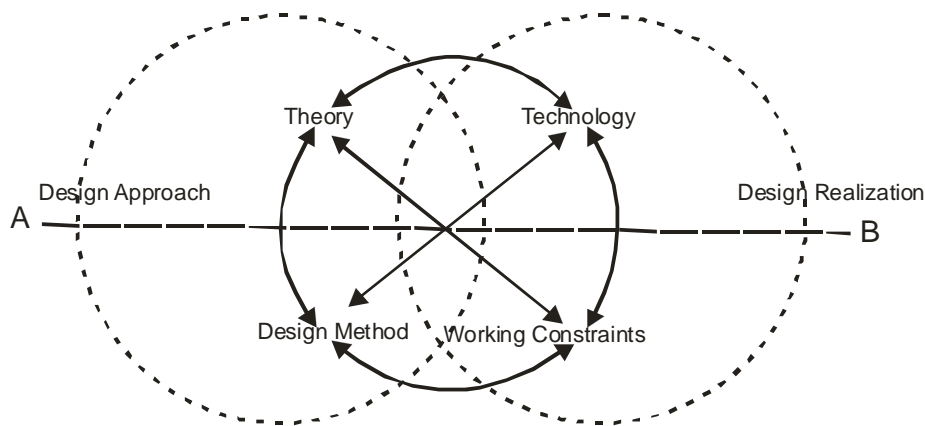 Theory
Technology
Design Approach
Design Realization
A
B
Design Method
Working Constraints